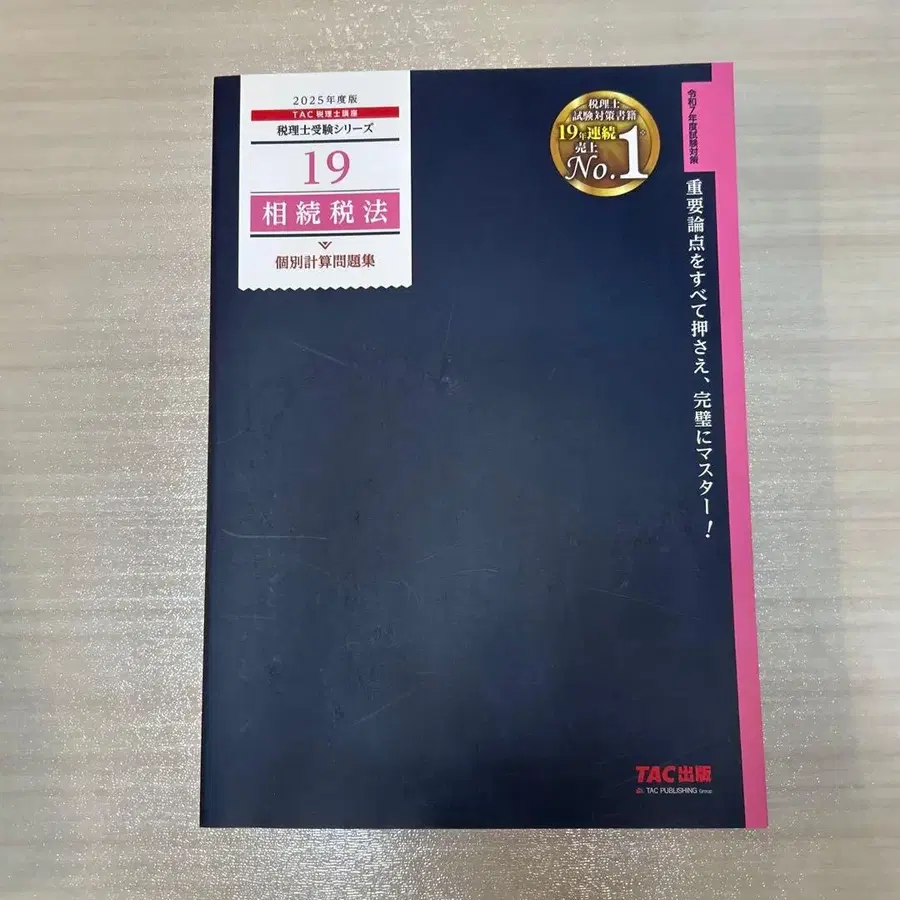 2025年度版
TAC税理士講座
税理士受験シリーズ
19
相続税法
個別計算問題集
税理士
試験対策書籍
19年連続
売上
No.1※
令和7年度試験対策
重要論点をすべて押さえ、完璧にマスター!
TAC出版
TAC PUBLISHING Group